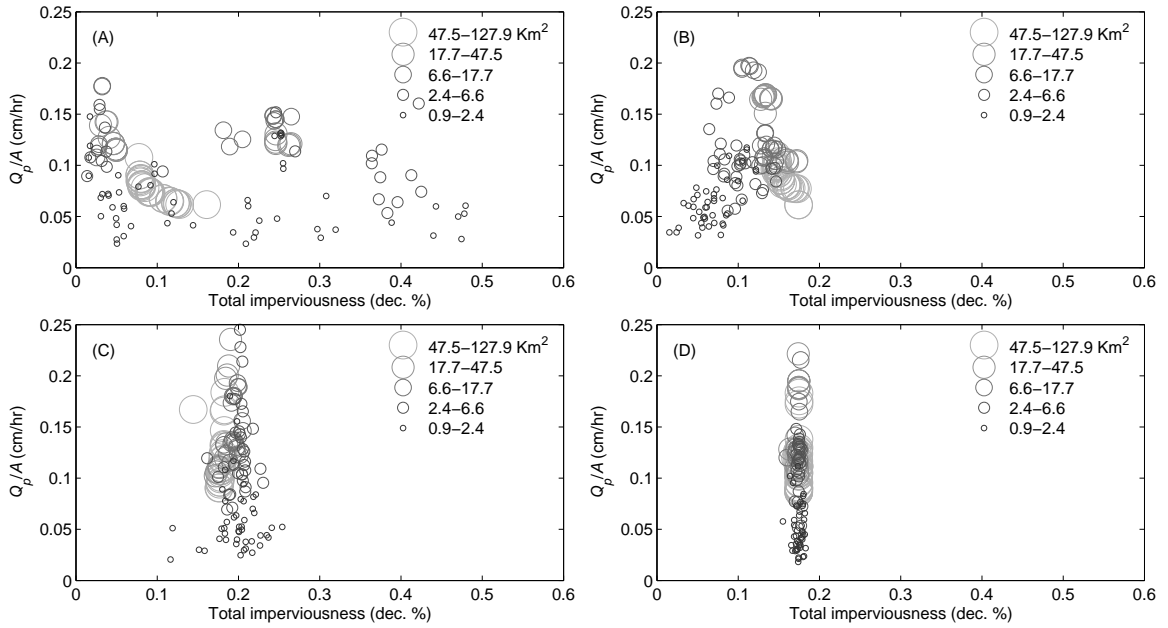 (A)
47.5–127.9 Km²
17.7–47.5
6.6–17.7
2.4–6.6
0.9–2.4
0.25
0.2
0.15
0.1
0.05
0
Qp/A (cm/hr)
0 0.1 0.2 0.3 0.4 0.5 0.6
Total imperviousness (dec. %)
(B)
47.5–127.9 Km²
17.7–47.5
6.6–17.7
2.4–6.6
0.9–2.4
0.25
0.2
0.15
0.1
0.05
0
Qp/A (cm/hr)
0 0.1 0.2 0.3 0.4 0.5 0.6
Total imperviousness (dec. %)
(C)
47.5–127.9 Km²
17.7–47.5
6.6–17.7
2.4–6.6
0.9–2.4
0.25
0.2
0.15
0.1
0.05
0
Qp/A (cm/hr)
0 0.1 0.2 0.3 0.4 0.5 0.6
Total imperviousness (dec. %)
(D)
47.5–127.9 Km²
17.7–47.5
6.6–17.7
2.4–6.6
0.9–2.4
0.25
0.2
0.15
0.1
0.05
0
Qp/A (cm/hr)
0 0.1 0.2 0.3 0.4 0.5 0.6
Total imperviousness (dec. %)